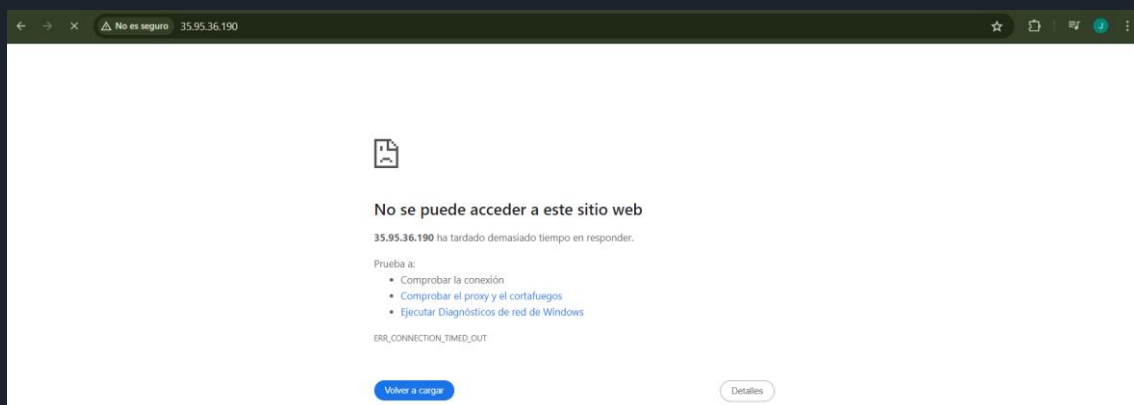 No es seguro 35.95.36.190
J
No se puede acceder a este sitio web
35.95.36.190 ha tardado demasiado tiempo en responder.
Prueba a:
Comprobar la conexión
Comprobar el proxy y el cortafuegos
Ejecutar Diagnósticos de red de Windows
ERR_CONNECTION_TIMED_OUT
Volver a cargar Detalles